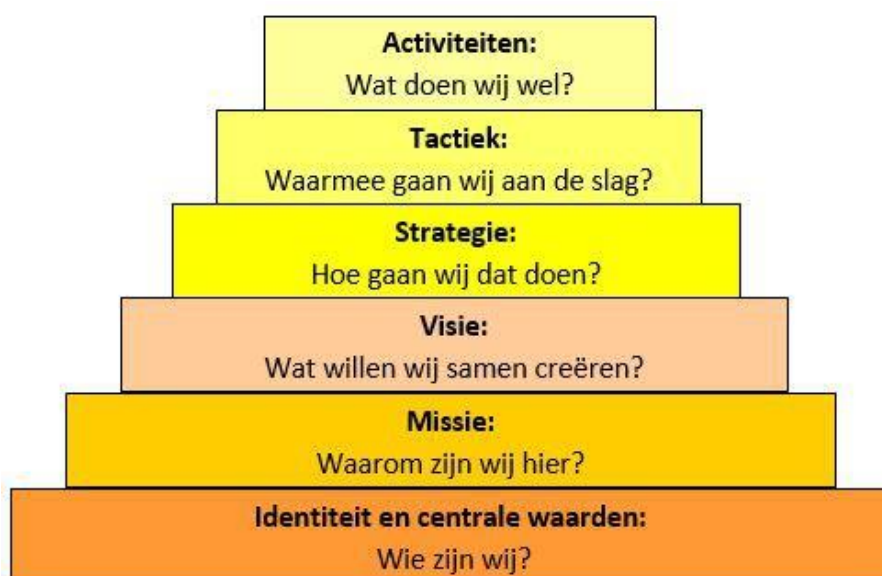 Activiteiten:
Wat doen wij wel?
Tactiek:
Waarmee gaan wij aan de slag?
Strategie:
Hoe gaan wij dat doen?
Visie:
Wat willen wij samen creëren?
Missie:
Waarom zijn wij hier?
Identiteit en centrale waarden:
Wie zijn wij?